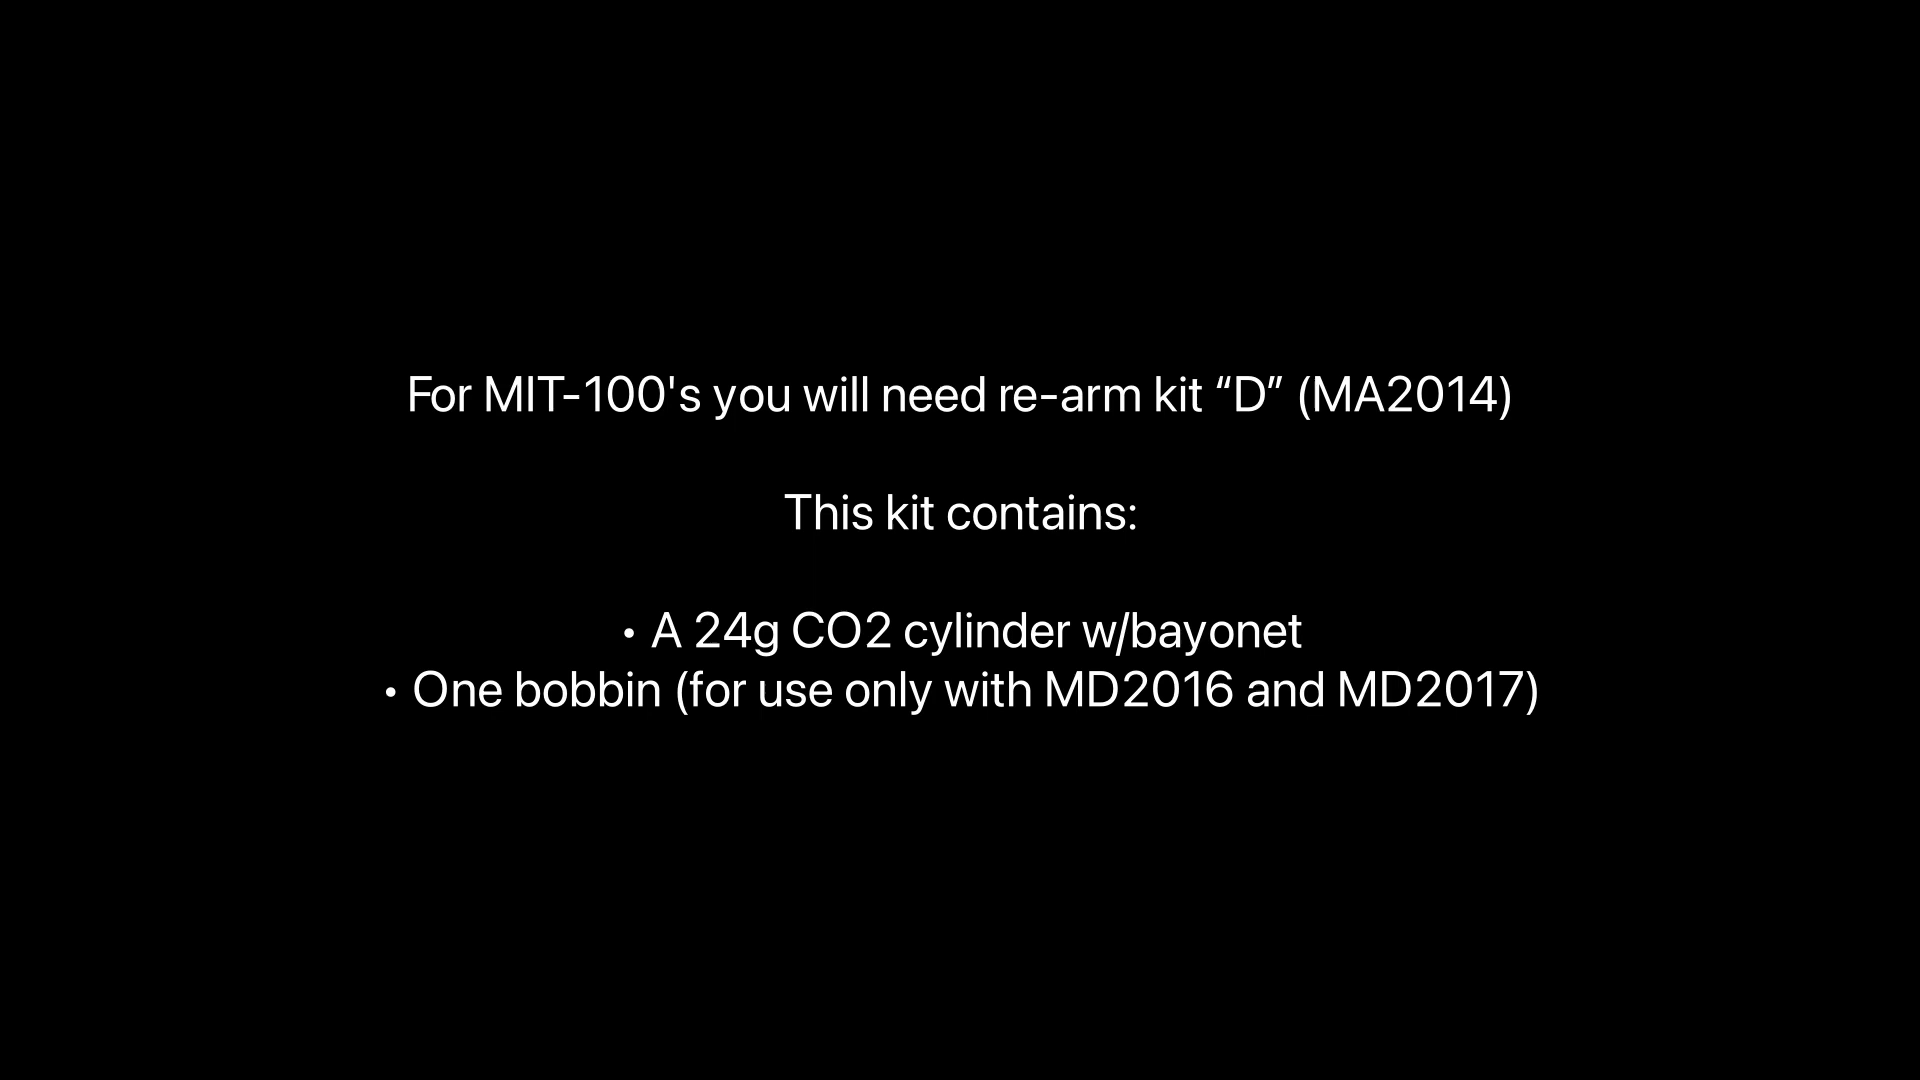 For MIT-100's you will need re-arm kit “D” (MA2014)
This kit contains:
• A 24g CO2 cylinder w/bayonet
• One bobbin (for use only with MD2016 and MD2017)